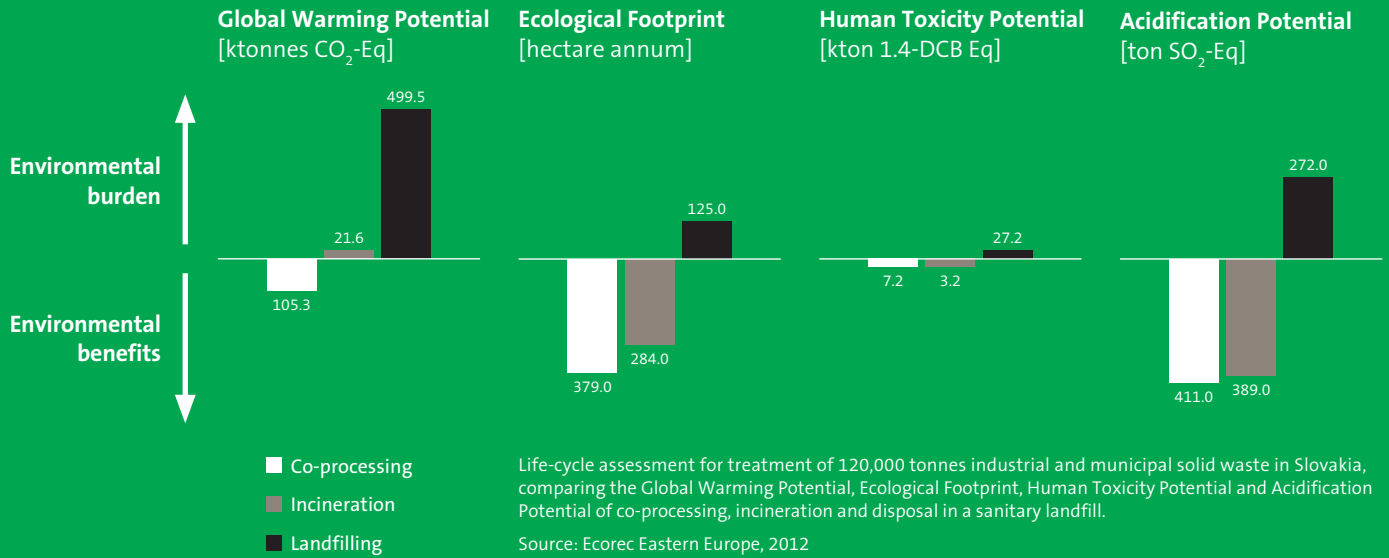 Global Warming Potential
[ktonnes CO₂-Eq]
Ecological Footprint
[hectare annum]
Human Toxicity Potential
[kton 1.4-DCB Eq]
Acidification Potential
[ton SO₂-Eq]
Environmental
burden
Environmental
benefits
499.5
21.6
105.3
125.0
379.0
284.0
27.2
7.2
3.2
272.0
411.0
389.0
Co-processing
Incineration
Landfilling
Life-cycle assessment for treatment of 120,000 tonnes industrial and municipal solid waste in Slovakia,
comparing the Global Warming Potential, Ecological Footprint, Human Toxicity Potential and Acidification
Potential of co-processing, incineration and disposal in a sanitary landfill.
Source: Ecorec Eastern Europe, 2012